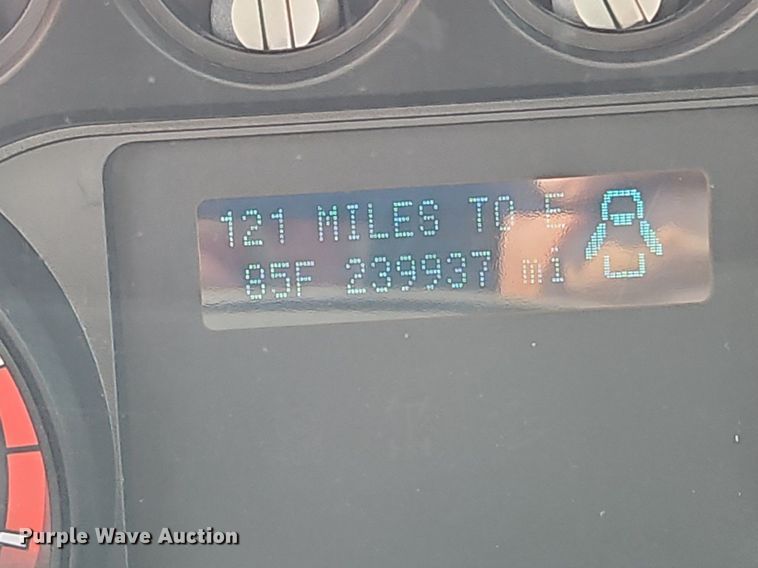 121 MILES TO E
85F 239937 mi
Purple Wave Auction